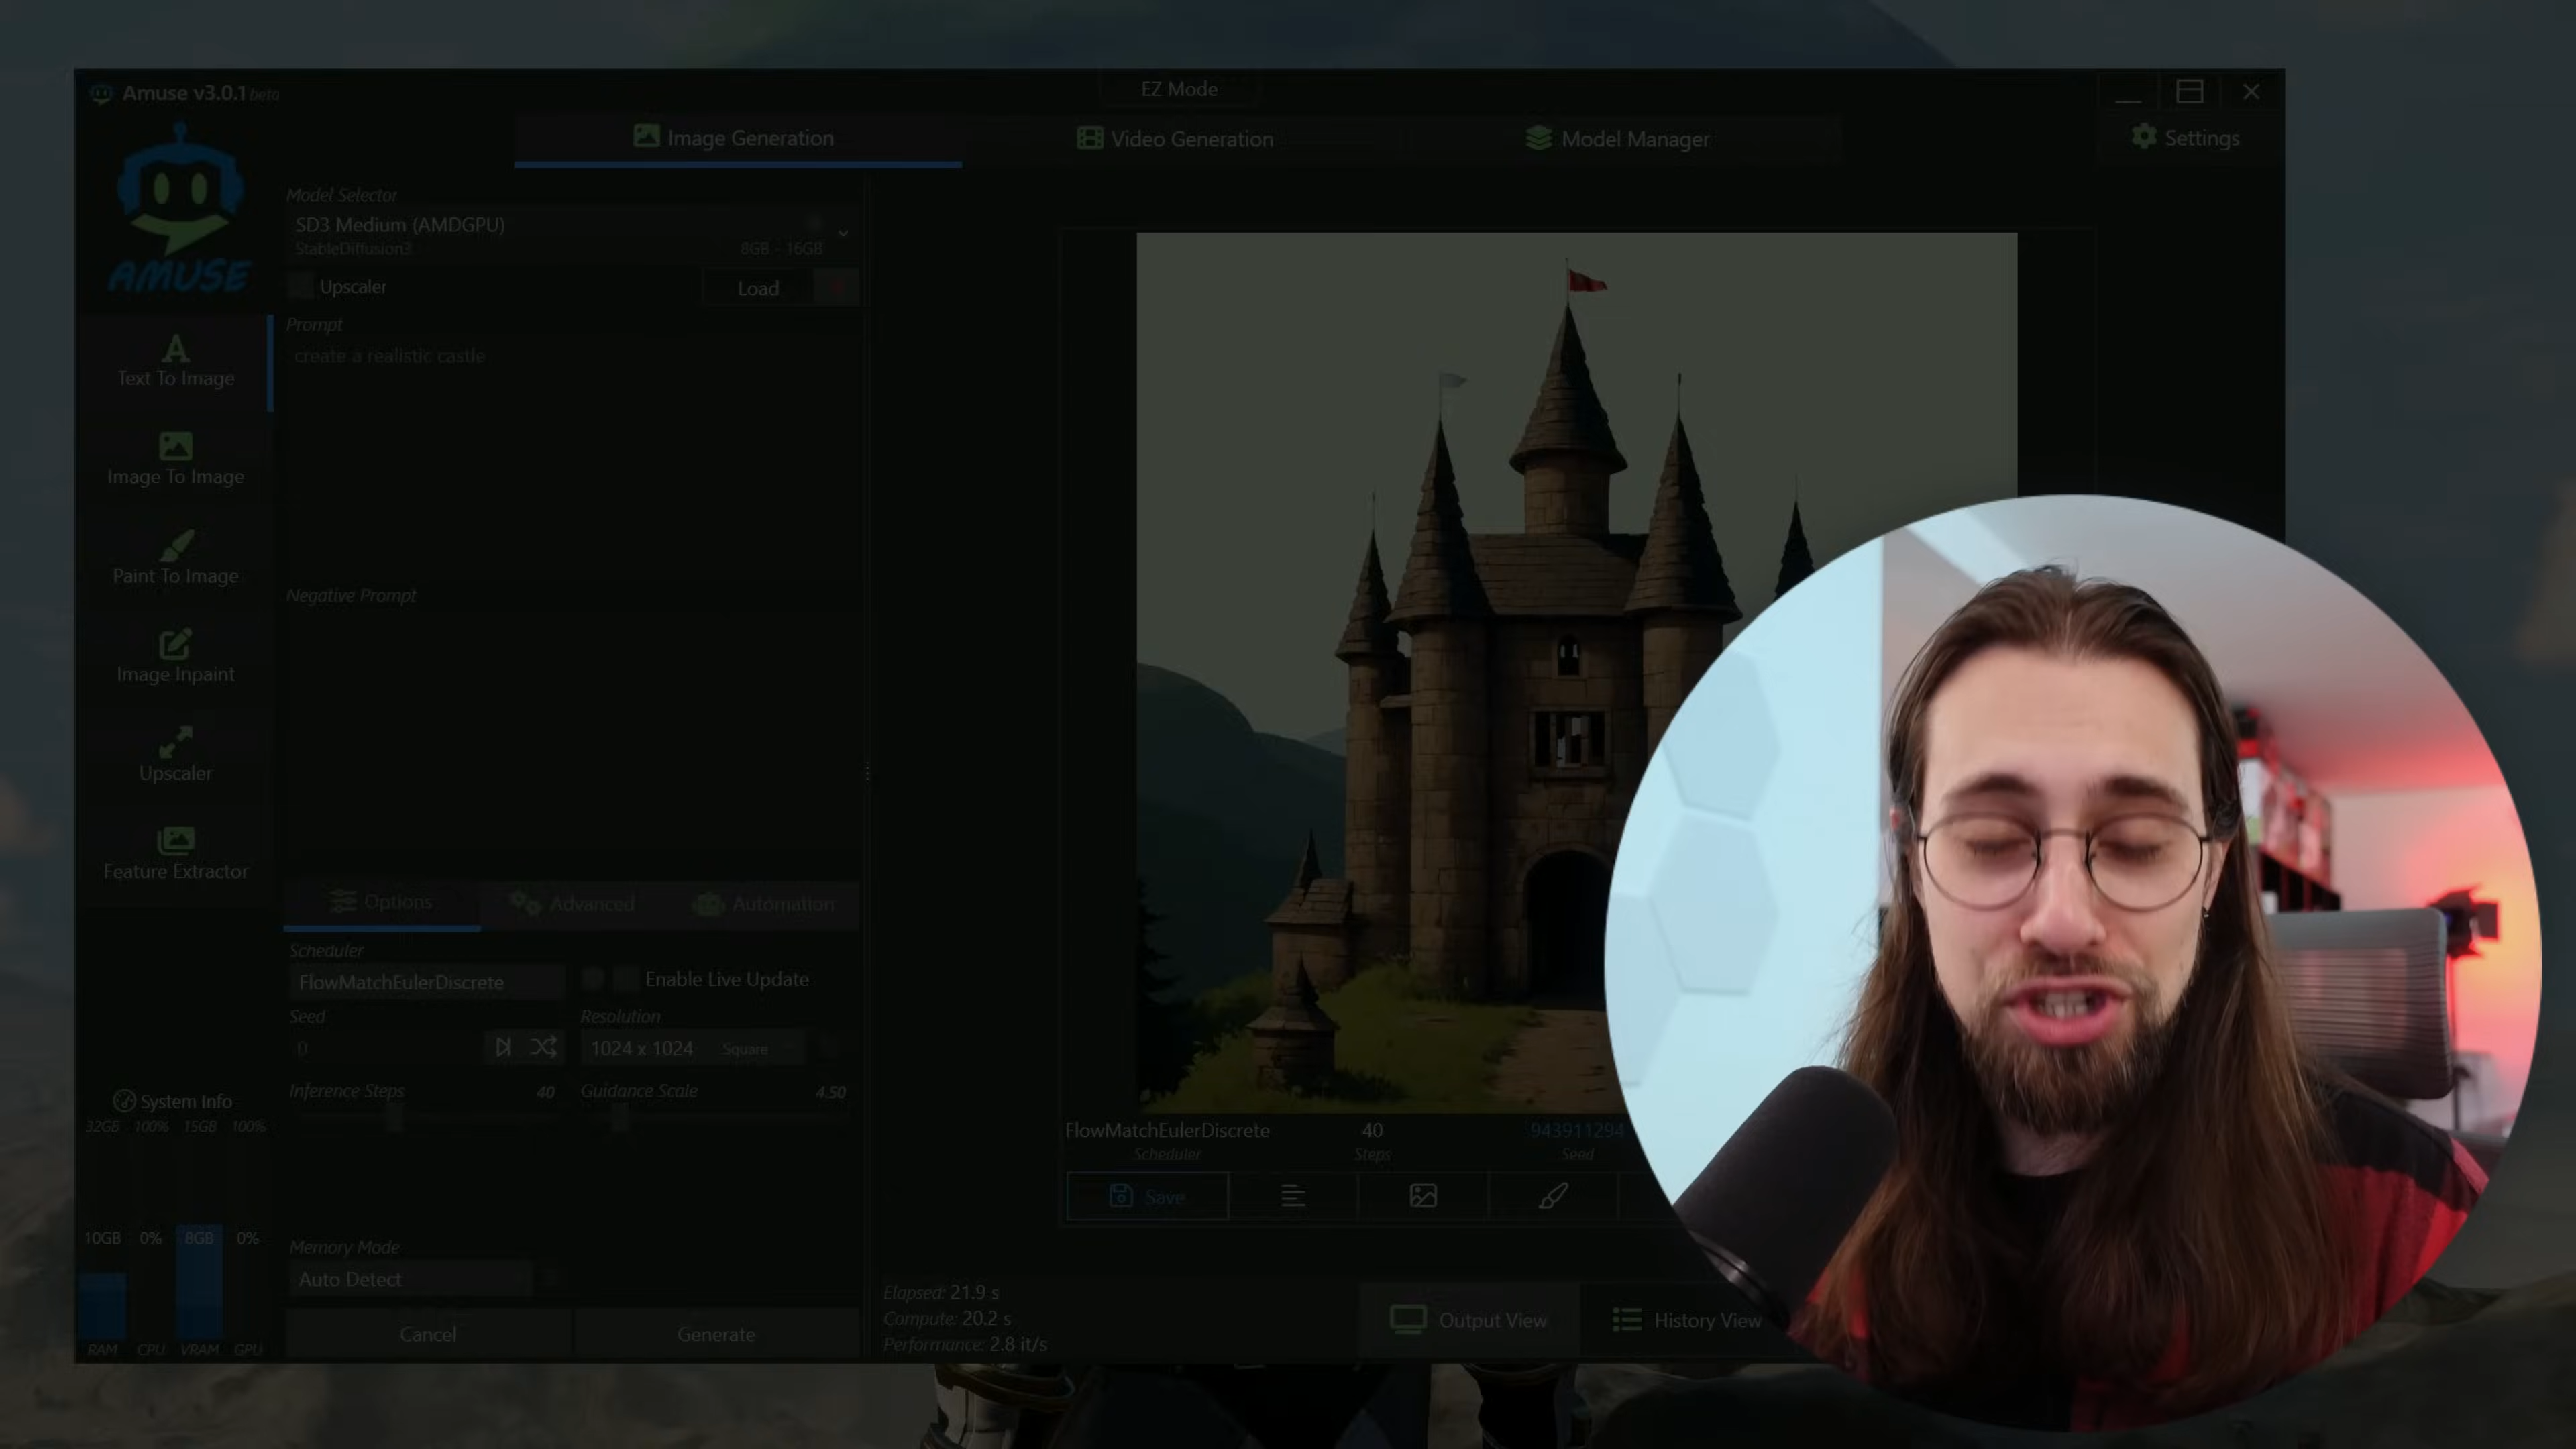 Amuse v3.0.1 beta
EZ Mode
Image Generation
Video Generation
Model Manager
Settings
AMUSE
Model Selector
SD3 Medium (AMDGPU)
StableDiffusion3
8GB - 16GB
Upscaler
Load
Prompt
create a realistic castle
Text To Image
Image To Image
Paint To Image
Negative Prompt
Image Inpaint
Upscaler
Feature Extractor
Options
Advanced
Automation
Scheduler
FlowMatchEulerDiscrete
Enable Live Update
Seed
Resolution
0
1024 x 1024
Square
Inference Steps
40
Guidance Scale
4.50
System Info
32GB 100% 15GB 100%
10GB 0% 8GB 0%
RAM CPU VRAM GPU
Memory Mode
Auto Detect
Cancel
Generate
FlowMatchEulerDiscrete
40
943911294
Scheduler
Steps
Seed
Save
Elapsed: 21.9 s
Compute: 20.2 s
Performance: 2.8 it/s
Output View
History View